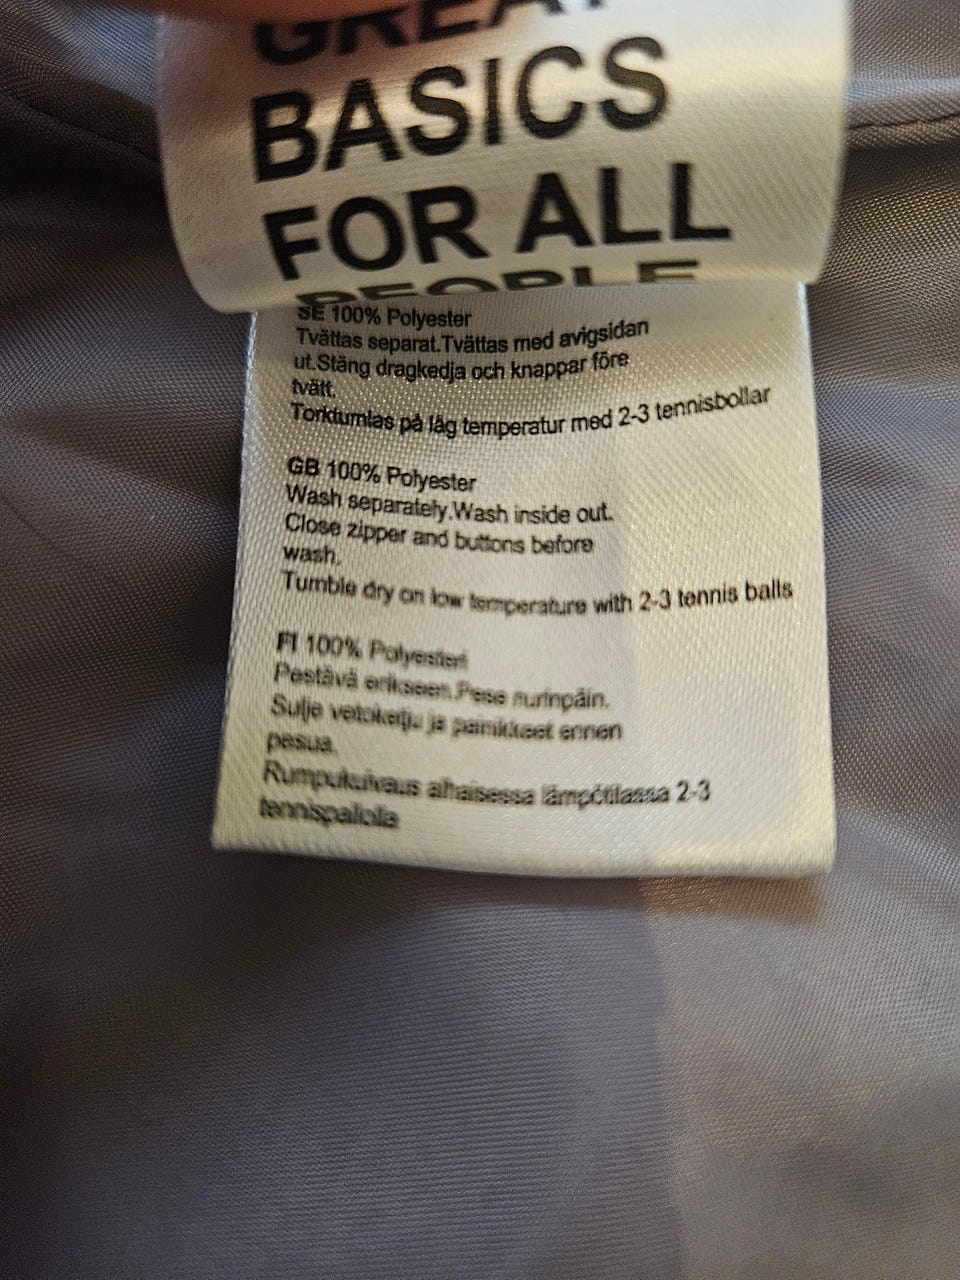 GREAT
BASICS
FOR ALL
PEOPLE
SE 100% Polyester
Tvättas separat.Tvättas med avigsidan
ut.Stäng dragkedja och knappar före
tvätt.
Torktumlas på låg temperatur med 2-3 tennisbollar
GB 100% Polyester
Wash separately.Wash inside out.
Close zipper and buttons before
wash.
Tumble dry on low temperature with 2-3 tennis balls
FI 100% Polyesteri
Pestävä erikseen.Pese nurinpäin.
Sulje vetoketju ja painikkeet ennen
pesua.
Rumpukuivaus alhaisessa lämpötilassa 2-3
tennispallolla